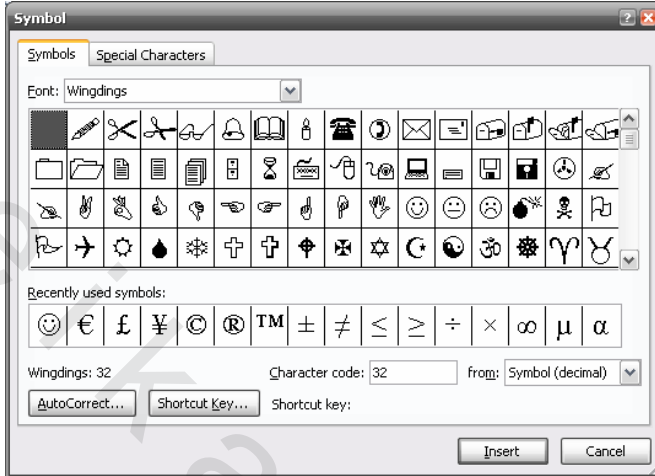 Symbol
Symbols Special Characters
Font: Wingdings
Recently used symbols:
☺ € £ ¥ © ® ™ ± ≠ ≤ ≥ ÷ × ∞ µ α
Wingdings: 32 Character code: 32 from: Symbol (decimal)
AutoCorrect... Shortcut Key... Shortcut key:
Insert Cancel